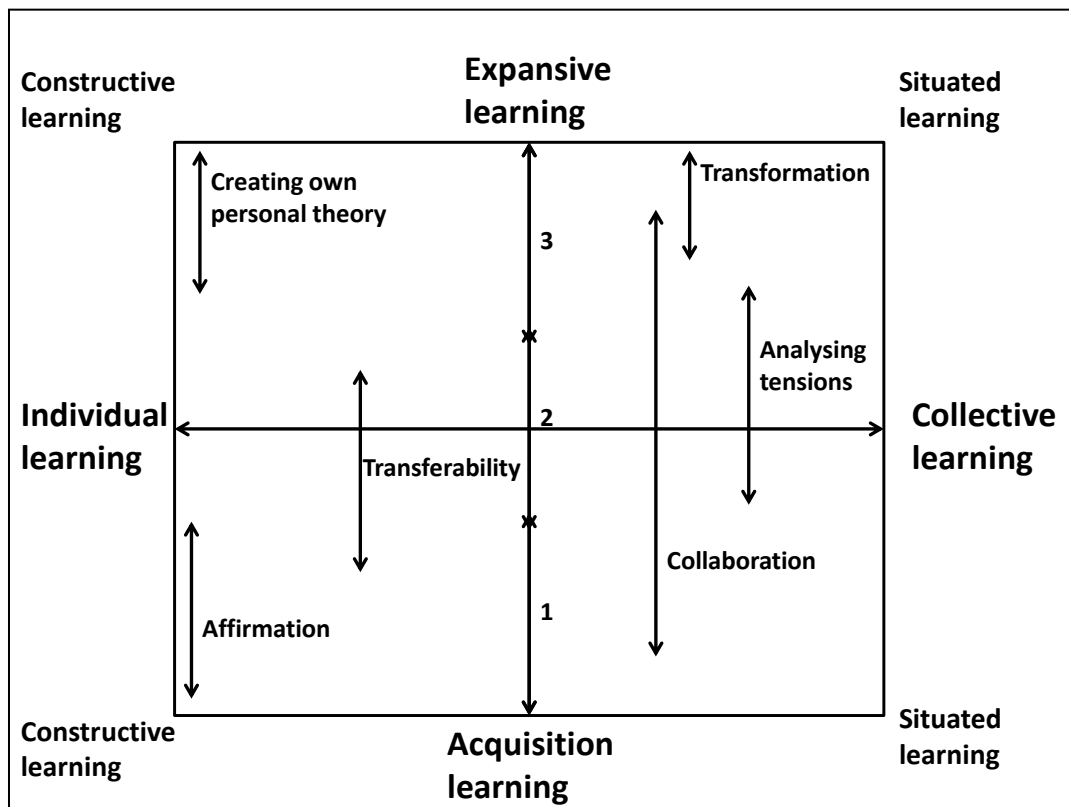 Constructive
learning
Expansive
learning
Situated
learning
Creating own
personal theory
Transformation
3
Analysing
tensions
Individual
learning
2
Collective
learning
Transferability
Collaboration
1
Affirmation
Constructive
learning
Acquisition
learning
Situated
learning